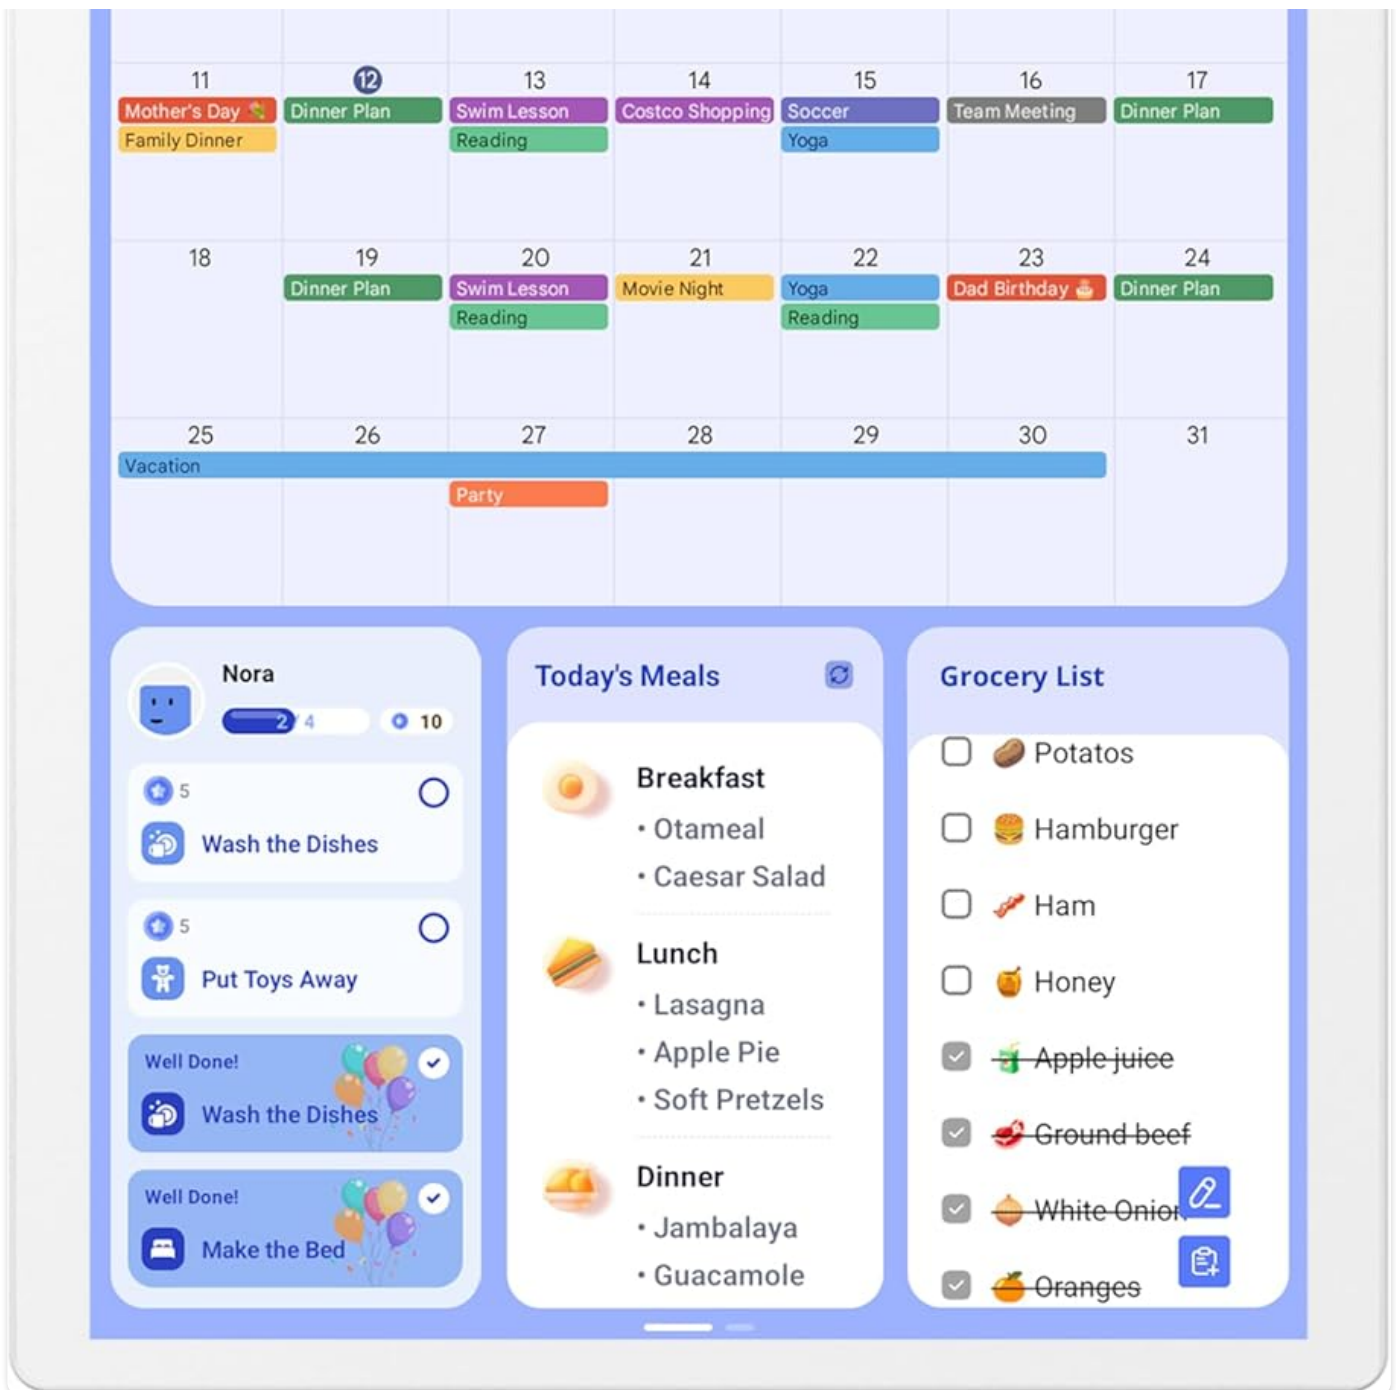 11 12 13 14 15 16 17
Mother's Day Dinner Plan Swim Lesson Costco Shopping Soccer Team Meeting Dinner Plan
Family Dinner Reading Yoga
18 19 20 21 22 23 24
Dinner Plan Swim Lesson Movie Night Yoga Dad Birthday Dinner Plan
Reading Reading
25 26 27 28 29 30 31
Vacation
Party
Nora
2 / 4 10
5
Wash the Dishes
5
Put Toys Away
Well Done!
Wash the Dishes
Well Done!
Make the Bed
Today's Meals
Breakfast
• Otameal
• Caesar Salad
Lunch
• Lasagna
• Apple Pie
• Soft Pretzels
Dinner
• Jambalaya
• Guacamole
Grocery List
Potatos
Hamburger
Ham
Honey
Apple juice
Ground beef
White Onion
Oranges